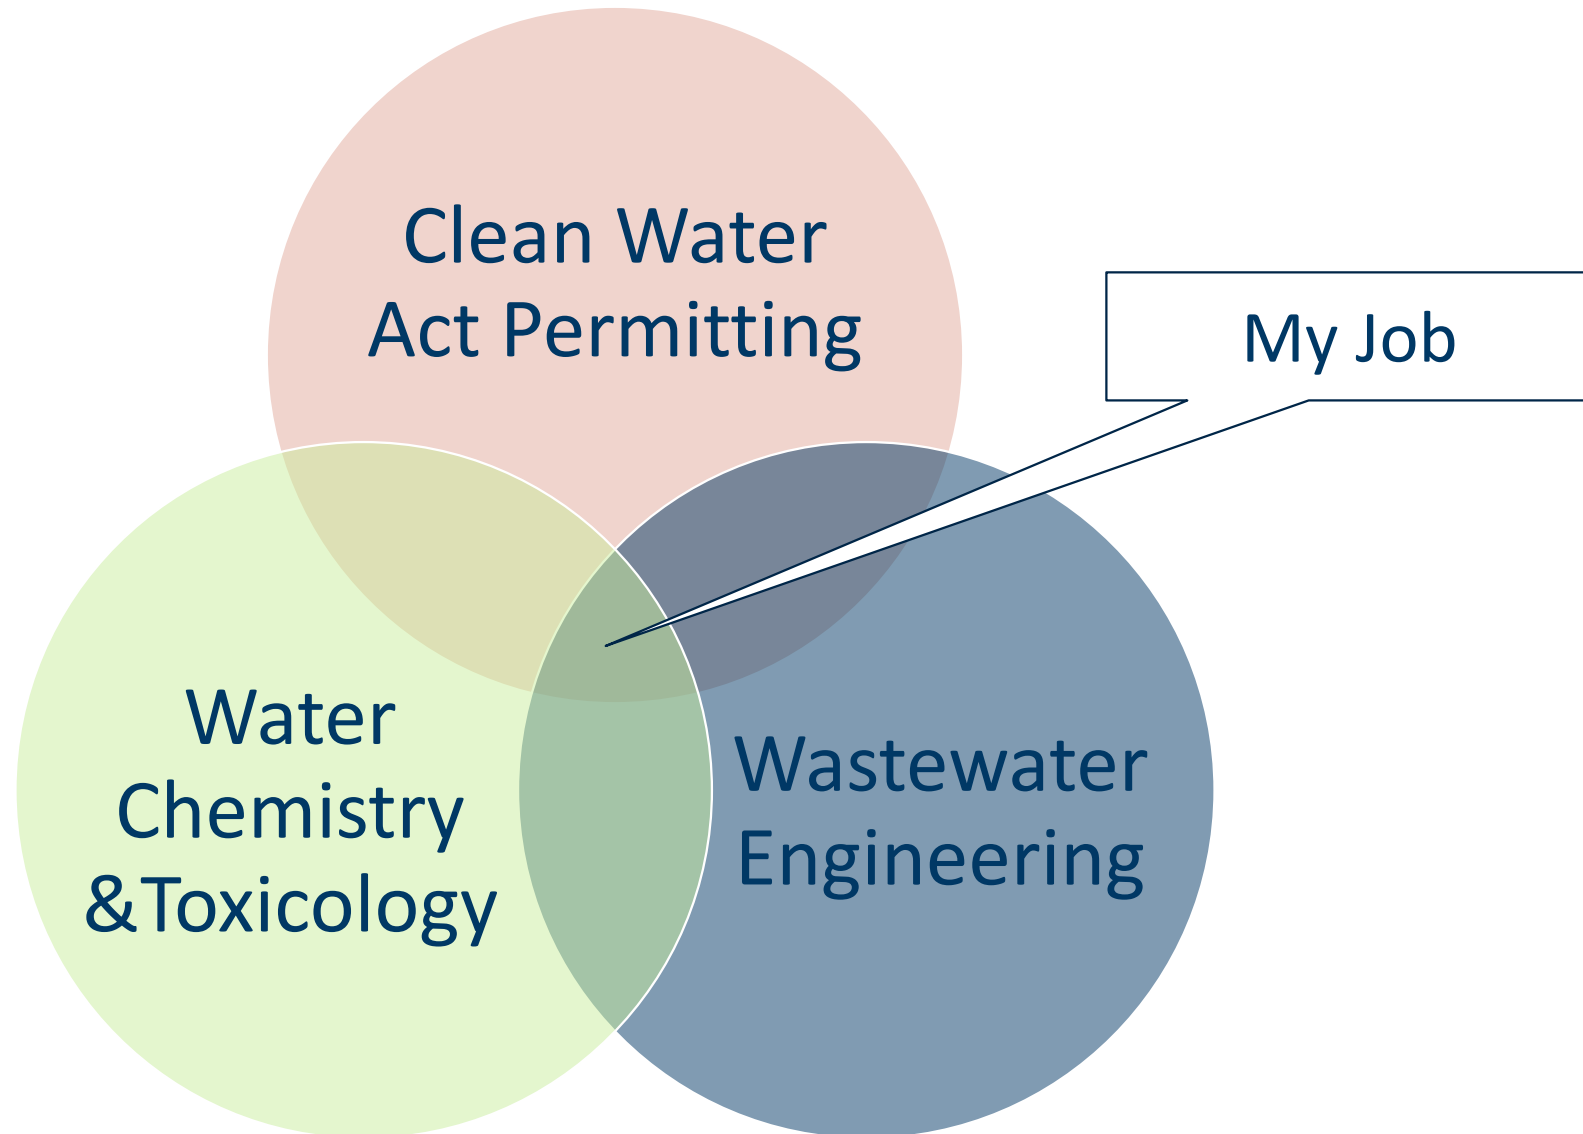 Clean Water
Act Permitting
My Job
Water
Chemistry
&Toxicology
Wastewater
Engineering